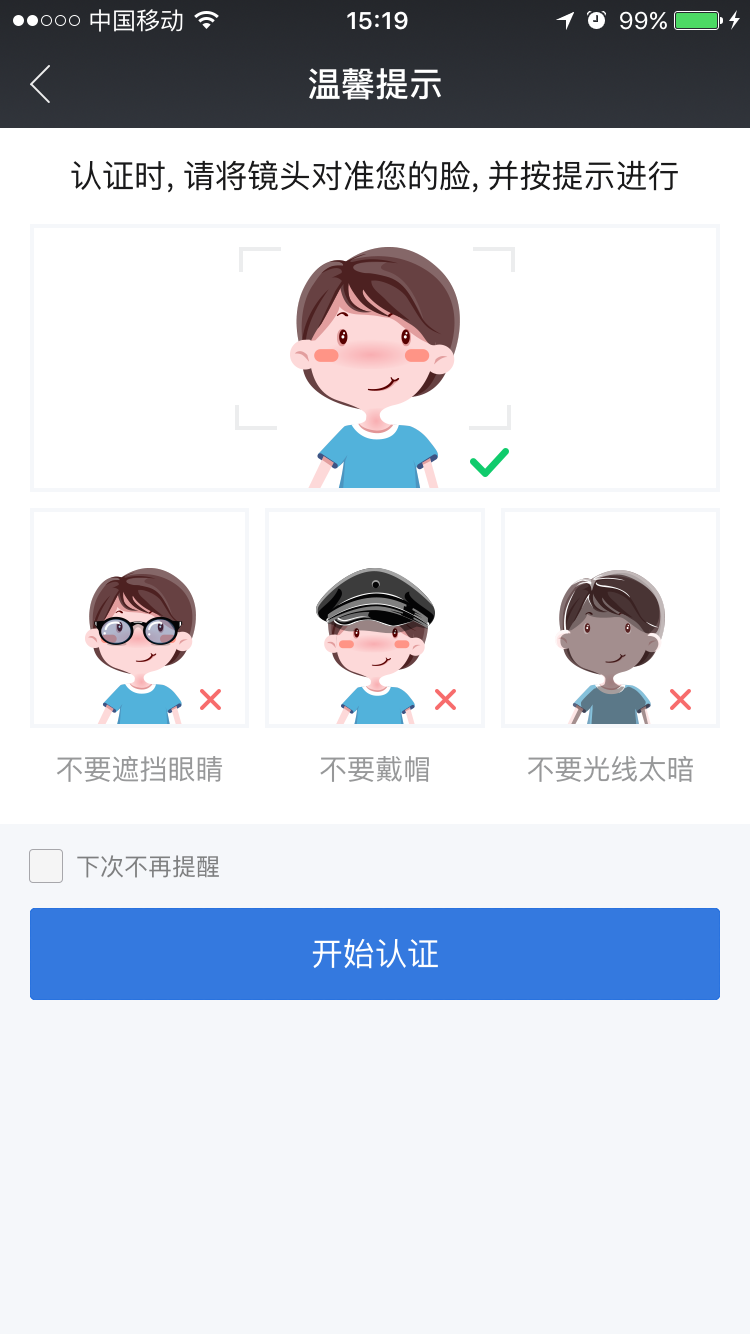 中国移动 15:19 99%
温馨提示
认证时, 请将镜头对准您的脸, 并按提示进行
不要遮挡眼睛 不要戴帽 不要光线太暗
下次不再提醒
开始认证